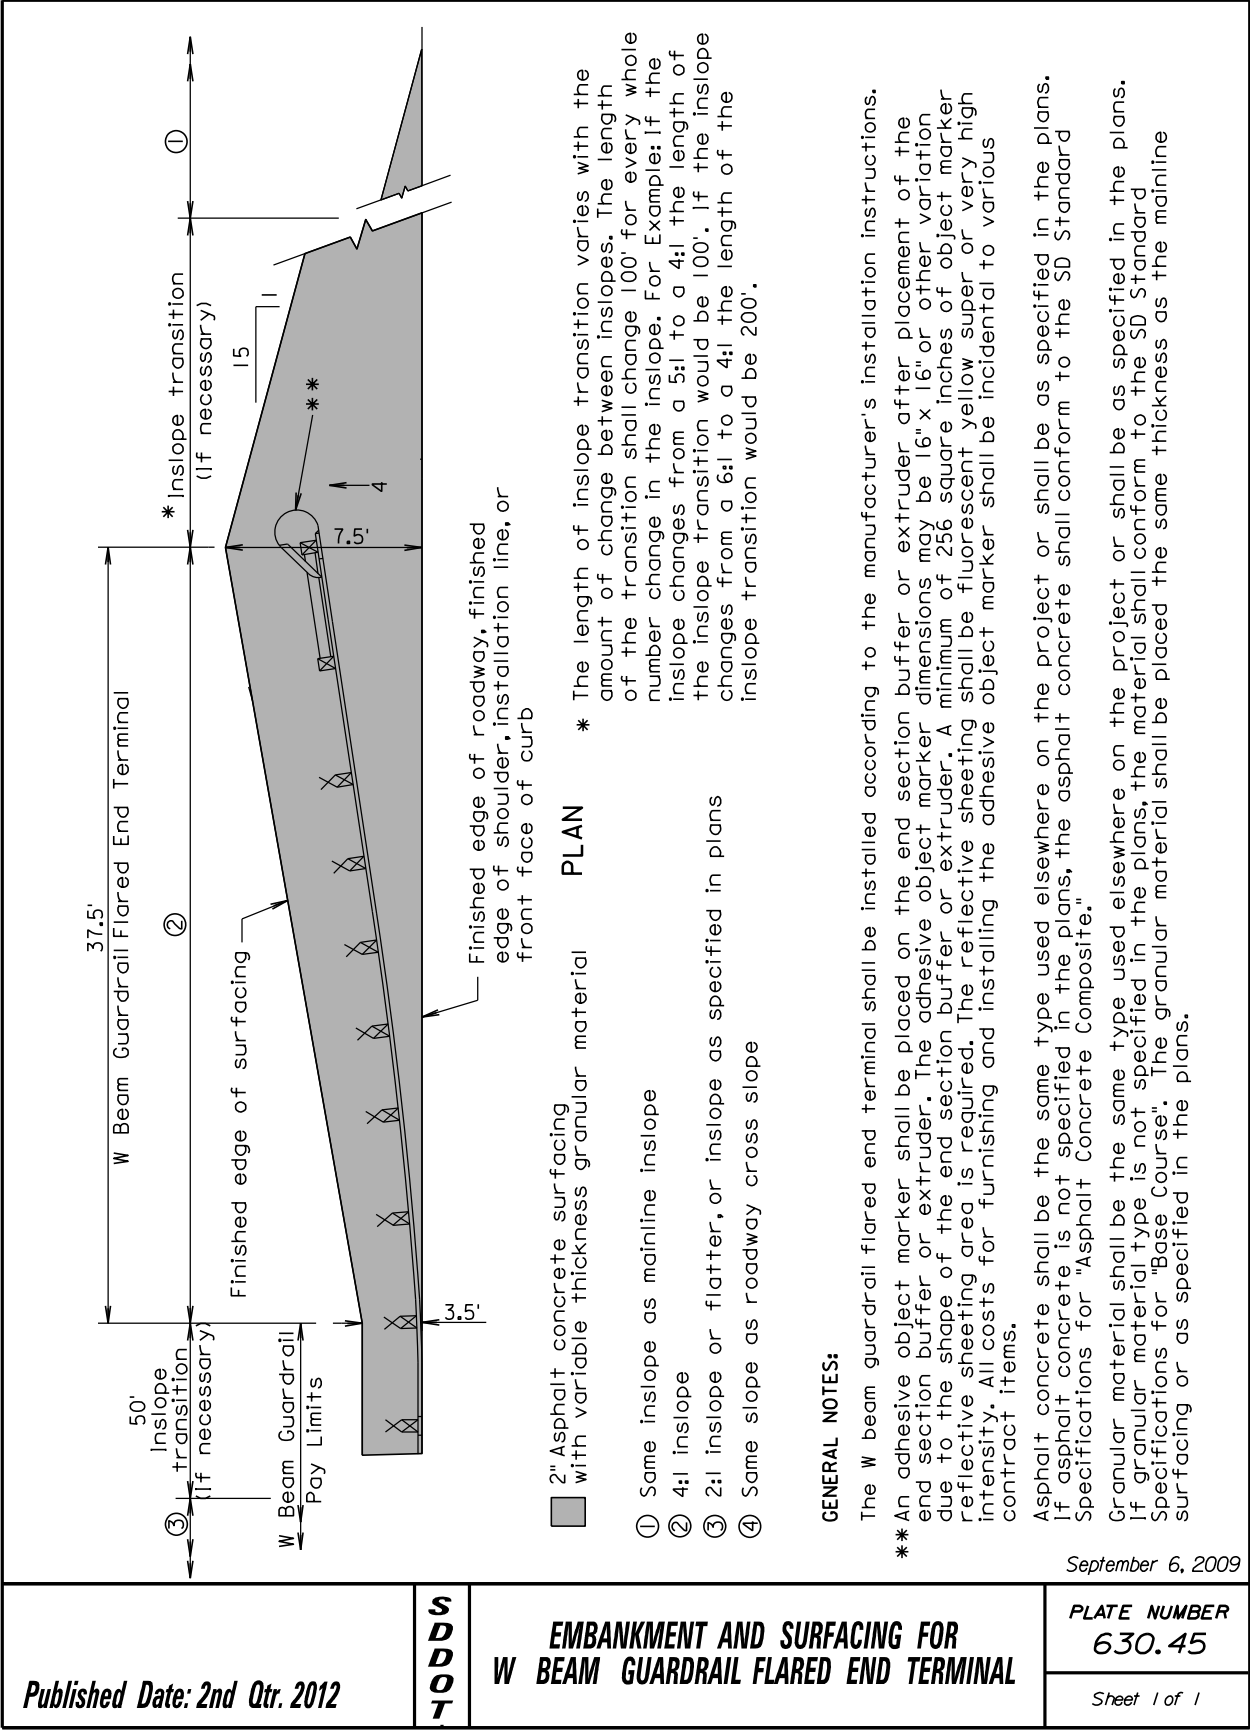 ①
* Inslope transition
(If necessary)
15
1
**
4
7.5'
37.5'
W Beam Guardrail Flared End Terminal
②
Finished edge of surfacing
Finished edge of roadway, finished
edge of shoulder, installation line, or
front face of curb
3.5'
50'
Inslope
transition
(If necessary)
③
W Beam Guardrail
Pay Limits
PLAN
2" Asphalt concrete surfacing
with variable thickness granular material
① Same inslope as mainline inslope
② 4:1 inslope
③ 2:1 inslope or flatter, or inslope as specified in plans
④ Same slope as roadway cross slope
* The length of inslope transition varies with the
amount of change between inslopes. The length
of the transition shall change 100' for every whole
number change in the inslope. For Example: If the
inslope changes from a 5:1 to a 4:1 the length of
the inslope transition would be 100'. If the inslope
changes from a 6:1 to a 4:1 the length of the
inslope transition would be 200'.
GENERAL NOTES:
The W beam guardrail flared end terminal shall be installed according to the manufacturer's installation instructions.
** An adhesive object marker shall be placed on the end section buffer or extruder after placement of the
end section buffer or extruder. The adhesive object marker dimensions may be 16" x 16" or other variation
due to the shape of the end section buffer or extruder. A minimum of 256 square inches of object marker
reflective sheeting area is required. The reflective sheeting shall be fluorescent yellow super or very high
intensity. All costs for furnishing and installing the adhesive object marker shall be incidental to various
contract items.
Asphalt concrete shall be the same type used elsewhere on the project or shall be as specified in the plans.
If asphalt concrete is not specified in the plans, the asphalt concrete shall conform to the SD Standard
Specifications for "Asphalt Concrete Composite."
Granular material shall be the same type used elsewhere on the project or shall be as specified in the plans.
If granular material type is not specified in the plans, the material shall conform to the SD Standard
Specifications for "Base Course". The granular material shall be placed the same thickness as the mainline
surfacing or as specified in the plans.
September 6, 2009
Published Date: 2nd Qtr. 2012
SDDOT
EMBANKMENT AND SURFACING FOR
W BEAM GUARDRAIL FLARED END TERMINAL
PLATE NUMBER
630.45
Sheet 1 of 1